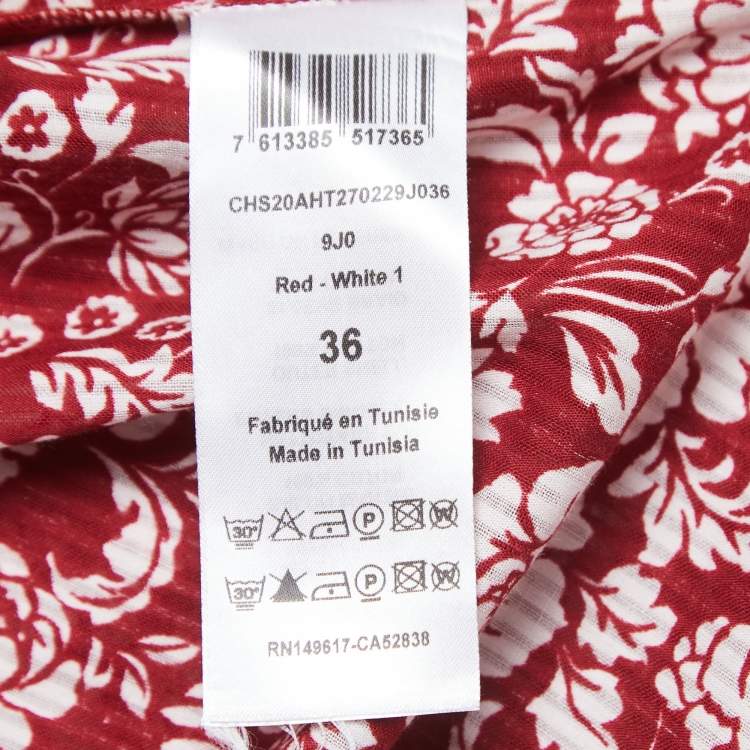 7 613385 517365
CHS20AHT270229J036
9J0
Red - White 1
36
Fabriqué en Tunisie
Made in Tunisia
30° P W
30° P W
RN149617-CA52838